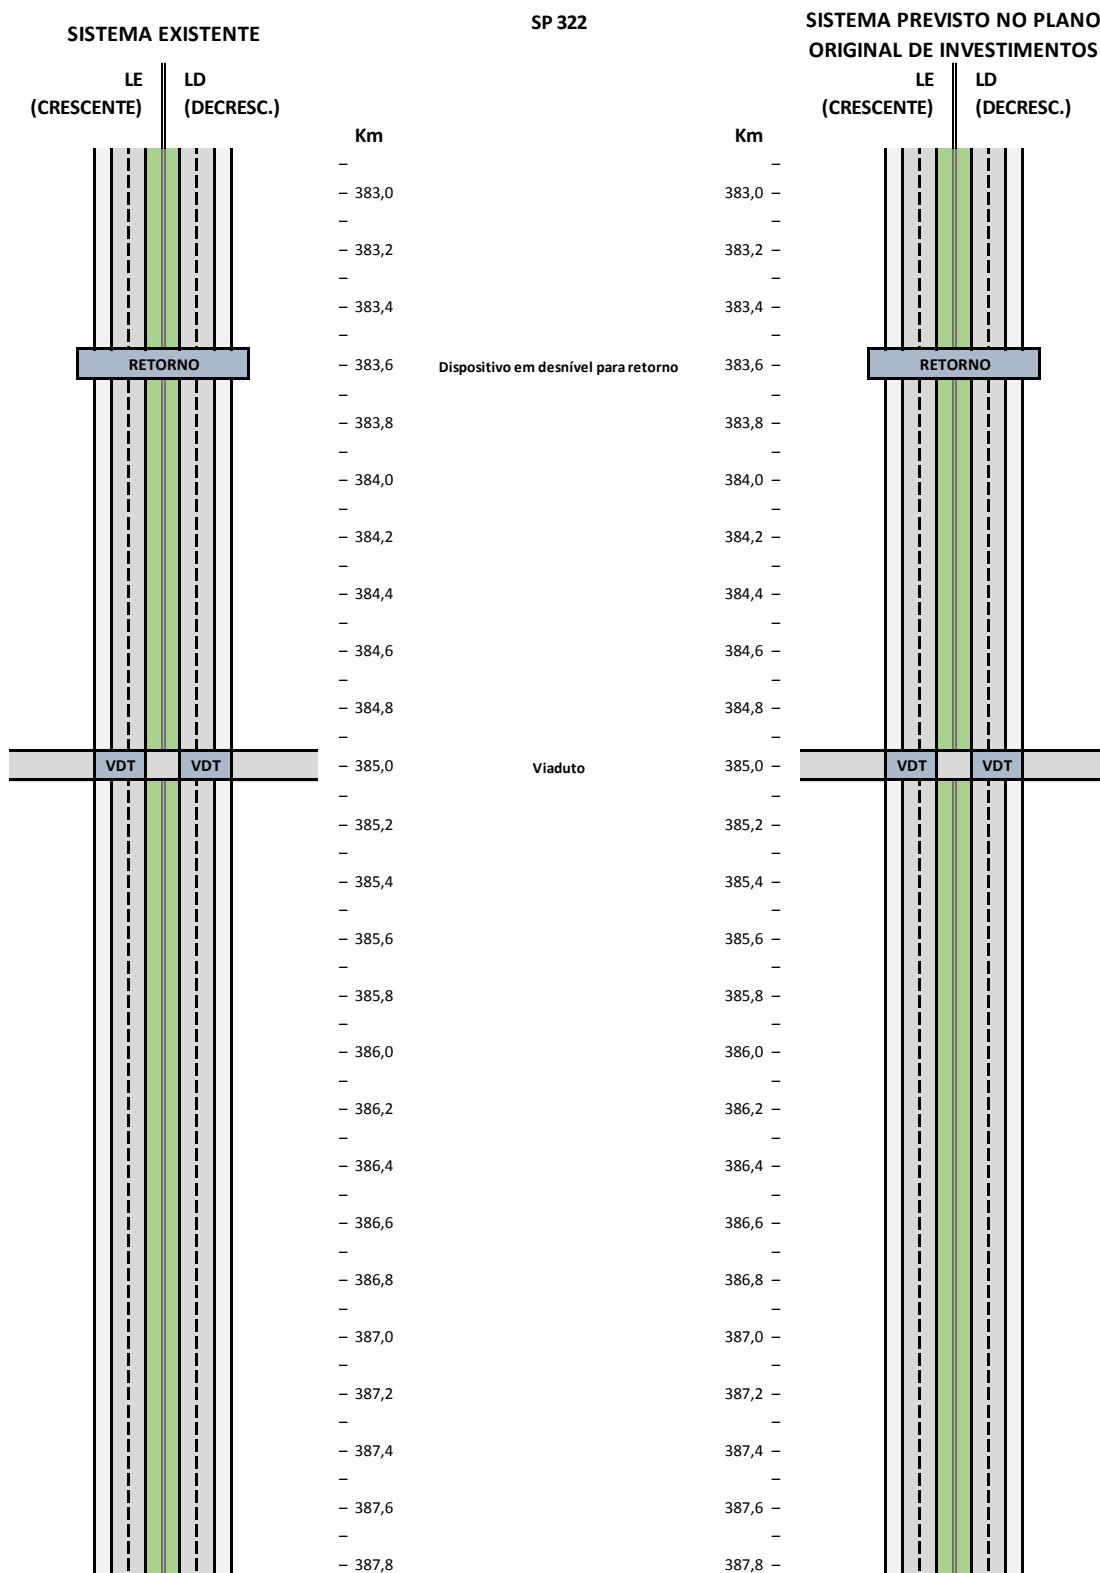 SP 322
SISTEMA EXISTENTE
SISTEMA PREVISTO NO PLANO
ORIGINAL DE INVESTIMENTOS
LE LD LE LD
(CRESCENTE) (DECRESC.) (CRESCENTE) (DECRESC.)
Km Km
383,0 383,0
383,2 383,2
383,4 383,4
RETORNO 383,6 Dispositivo em desnível para retorno 383,6 RETORNO
383,8 383,8
384,0 384,0
384,2 384,2
384,4 384,4
384,6 384,6
384,8 384,8
VDT VDT 385,0 Viaduto 385,0 VDT VDT
385,2 385,2
385,4 385,4
385,6 385,6
385,8 385,8
386,0 386,0
386,2 386,2
386,4 386,4
386,6 386,6
386,8 386,8
387,0 387,0
387,2 387,2
387,4 387,4
387,6 387,6
387,8 387,8